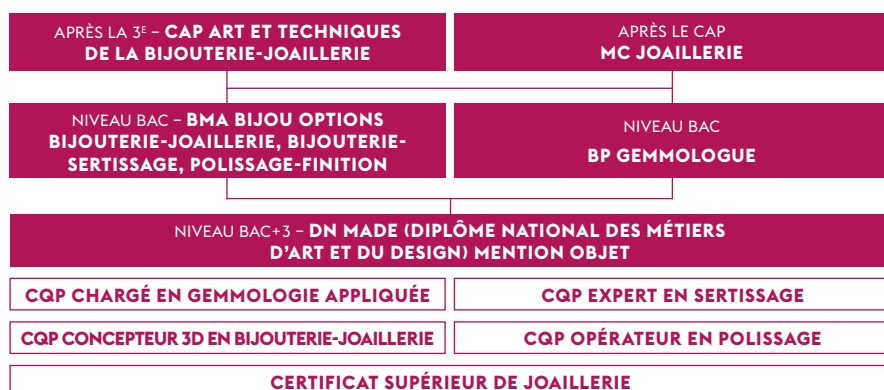 APRÈS LA 3E – CAP ART ET TECHNIQUES
DE LA BIJOUTERIE-JOAILLERIE
APRÈS LE CAP
MC JOAILLERIE
NIVEAU BAC – BMA BIJOU OPTIONS
BIJOUTERIE-JOAILLERIE, BIJOUTERIE-
SERTISSAGE, POLISSAGE-FINITION
NIVEAU BAC
BP GEMMOLOGUE
NIVEAU BAC+3 – DN MADE (DIPLÔME NATIONAL DES MÉTIERS
D’ART ET DU DESIGN) MENTION OBJET
CQP CHARGÉ EN GEMMOLOGIE APPLIQUÉE
CQP EXPERT EN SERTISSAGE
CQP CONCEPTEUR 3D EN BIJOUTERIE-JOAILLERIE
CQP OPÉRATEUR EN POLISSAGE
CERTIFICAT SUPÉRIEUR DE JOAILLERIE